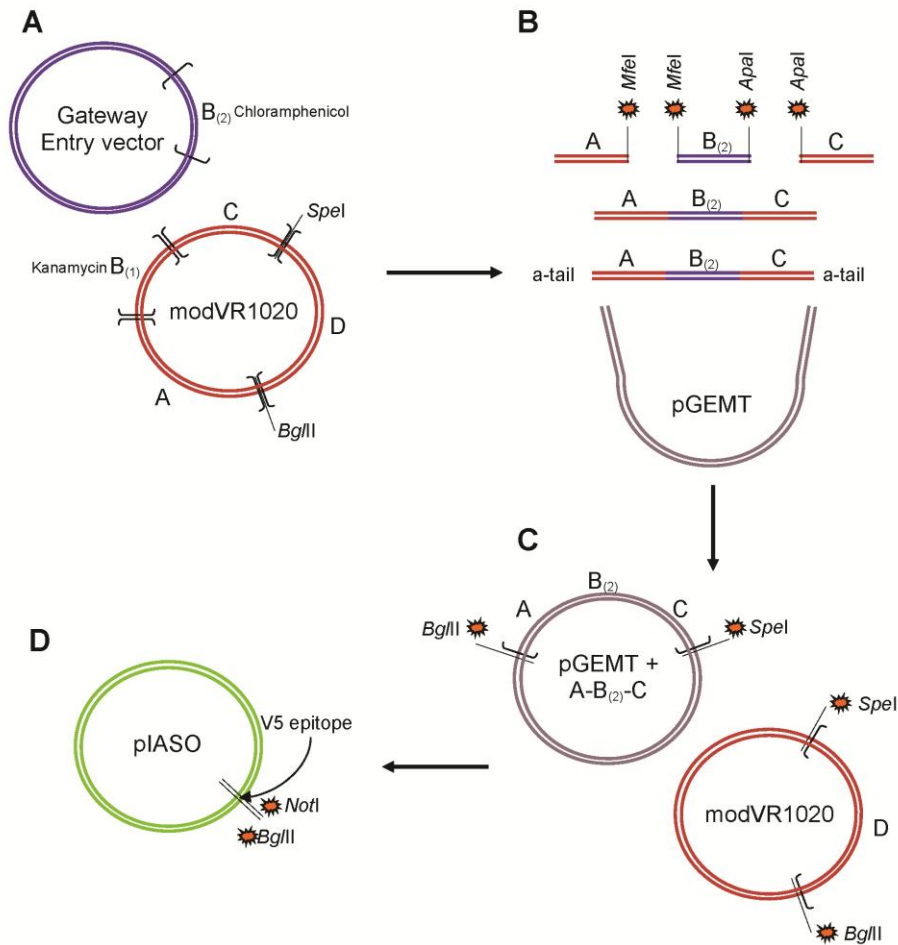 A
Gateway
Entry vector
B(2) Chloramphenicol
C
SpeI
Kanamycin B(1)
modVR1020
D
A
BglII
B
MfeI
MfeI
ApaI
ApaI
A
B(2)
C
A
B(2)
C
a-tail
A
B(2)
C
a-tail
pGEMT
C
A
B(2)
C
BglII
SpeI
pGEMT +
A-B(2)-C
SpeI
modVR1020
D
BglII
D
V5 epitope
pIASO
NotI
BglII